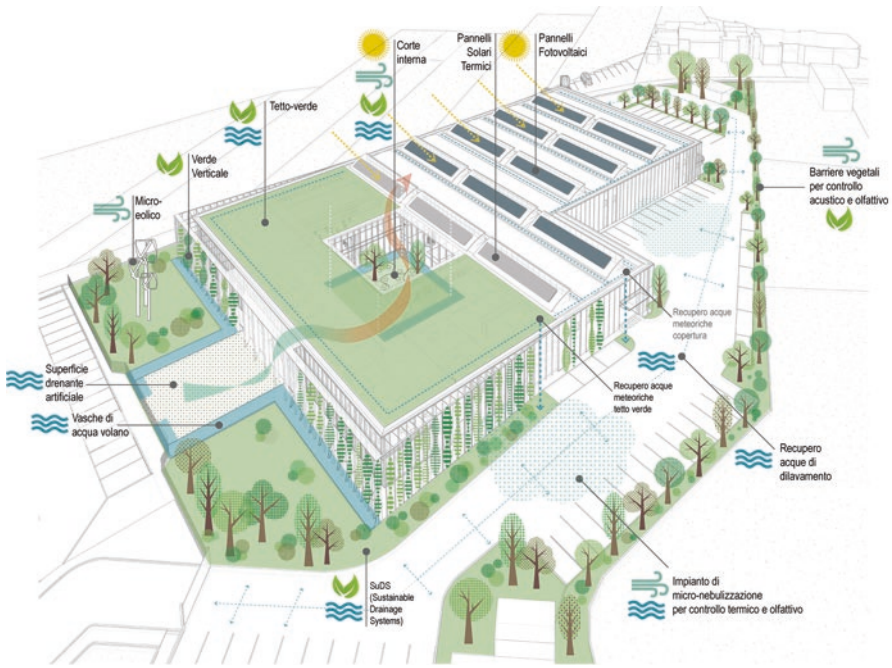 Corte
interna
Pannelli
Solari
Termici
Pannelli
Fotovoltaici
Tetto-verde
Verde
Verticale
Micro-
eolico
Barriere vegetali
per controllo
acustico e olfattivo
Recupero acque
meteoriche
copertura
Superficie
drenante
artificiale
Vasche di
acqua volano
Recupero acque
meteoriche
tetto verde
Recupero
acque di
dilavamento
SuDS
(Sustainable
Drainage
Systems)
Impianto di
micro-nebulizzazione
per controllo termico e olfattivo